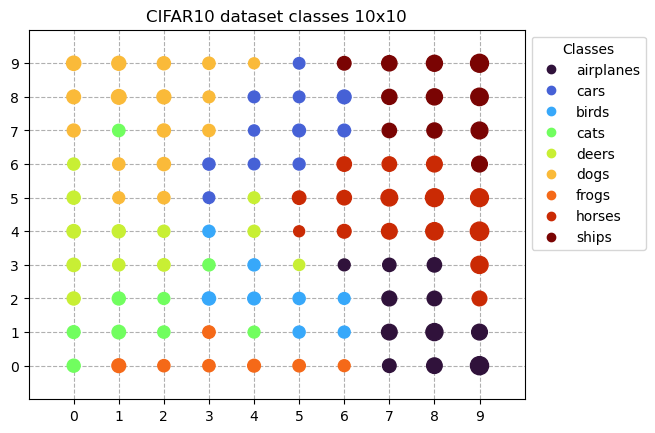 CIFAR10 dataset classes 10x10
Classes
airplanes
cars
birds
cats
deers
dogs
frogs
horses
ships
9
8
7
6
5
4
3
2
1
0
0 1 2 3 4 5 6 7 8 9